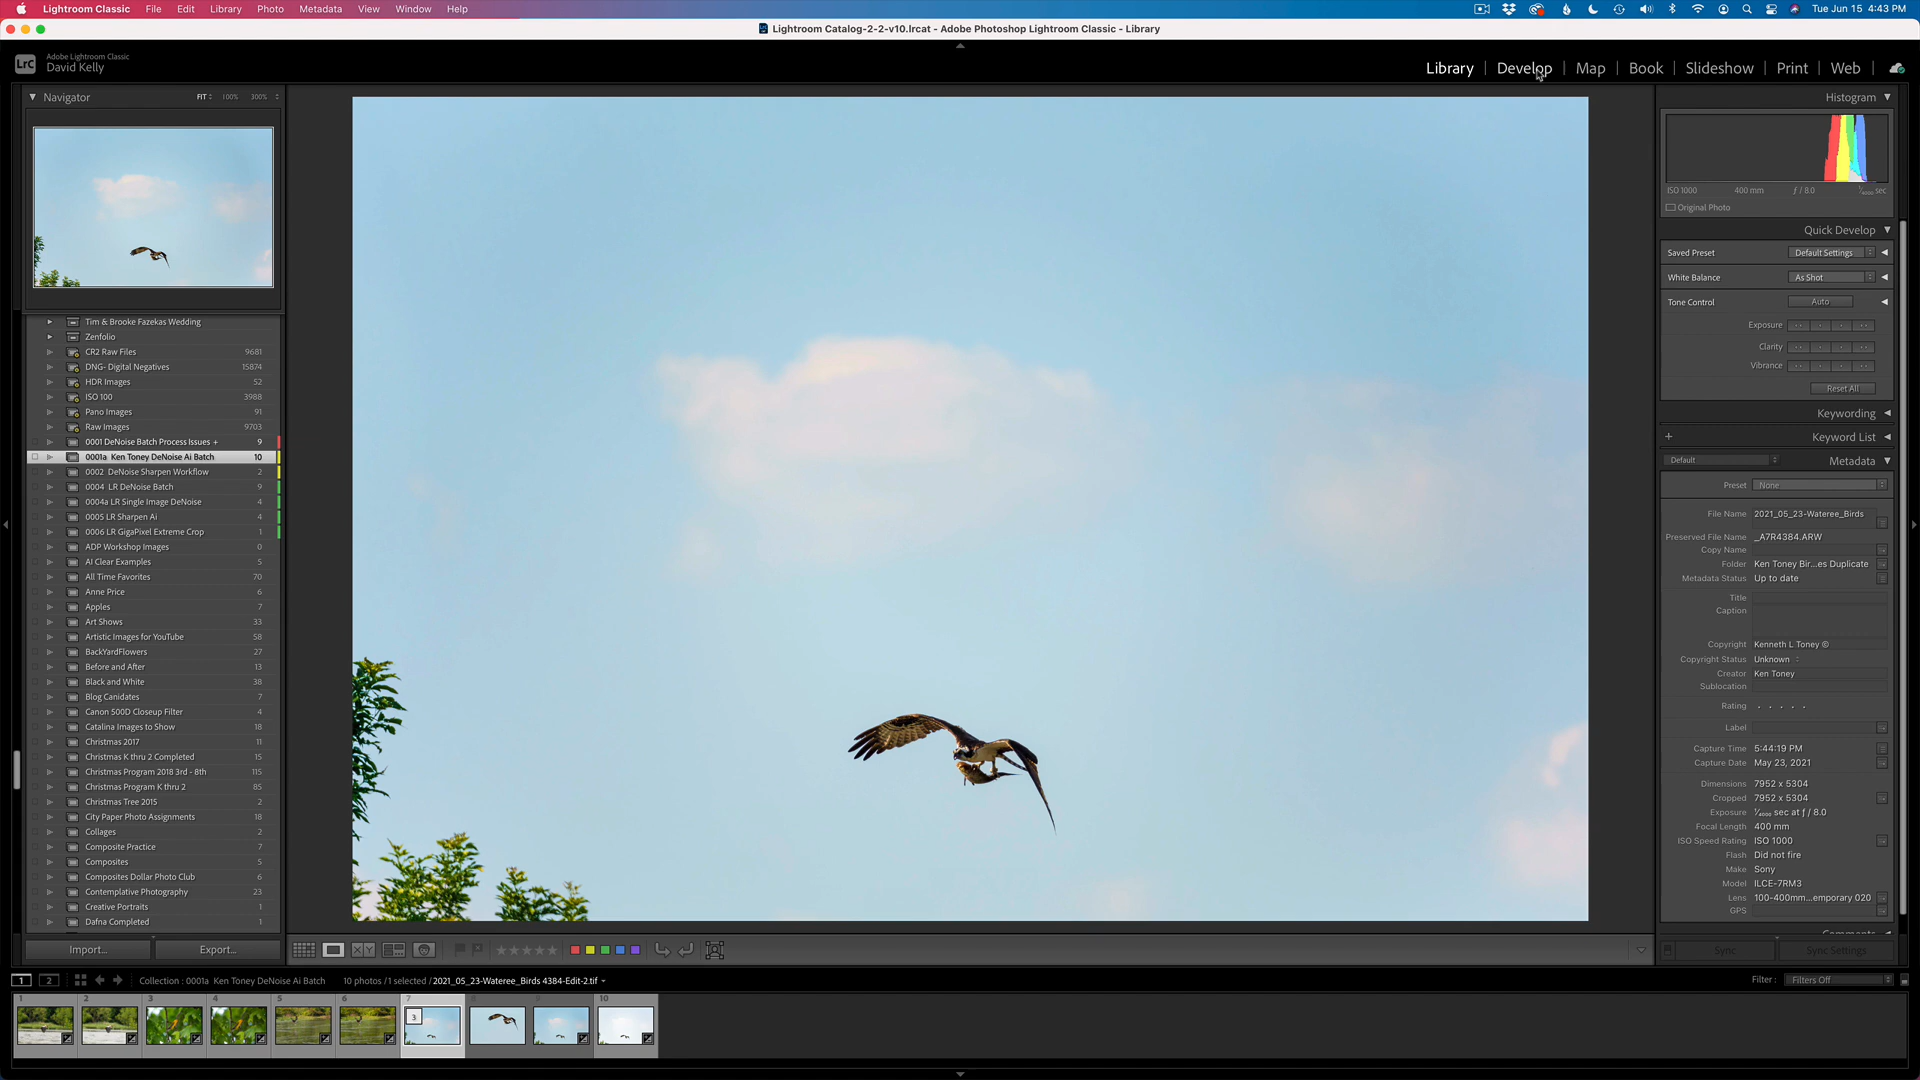 Lightroom Classic File Edit Library Photo Metadata View Window Help Tue Jun 15 4:43 PM
Lightroom Catalog-2-2-v10.lrcat - Adobe Photoshop Lightroom Classic - Library
LrC Adobe Lightroom Classic
David Kelly
Library | Develop | Map | Book | Slideshow | Print | Web
Navigator FIT 100% 300%
Tim & Brooke Fazekas Wedding
Zenfolio
CR2 Raw Files 9681
DNG- Digital Negatives 15874
HDR Images 52
ISO 100 3988
Pano Images 91
Raw Images 9703
0001 DeNoise Batch Process Issues + 9
0001a Ken Toney DeNoise Ai Batch 10
0002 DeNoise Sharpen Workflow 2
0004 LR DeNoise Batch 9
0004a LR Single Image DeNoise 4
0005 LR Sharpen Ai 4
0006 LR GigaPixel Extreme Crop 1
ADP Workshop Images 0
AI Clear Examples 5
All Time Favorites 70
Anne Price 6
Apples 7
Art Shows 33
Artistic Images for YouTube 58
BackYardFlowers 27
Before and After 13
Black and White 38
Blog Canidates 7
Canon 500D Closeup Filter 4
Catalina Images to Show 18
Christmas 2017 11
Christmas K thru 2 Completed 15
Christmas Program 2018 3rd - 8th 115
Christmas Program K thru 2 85
Christmas Tree 2015 2
City Paper Photo Assignments 18
Collages 2
Composite Practice 7
Composites 5
Composites Dollar Photo Club 6
Contemplative Photography 23
Creative Portraits 1
Dafna Completed 1
Import... Export...
Histogram
ISO 1000 400 mm ƒ / 8.0 sec
Original Photo
Quick Develop
Saved Preset Default Settings
White Balance As Shot
Tone Control Auto
Exposure
Clarity
Vibrance
Reset All
Keywording
+ Keyword List
Default Metadata
Preset None
File Name 2021_05_23-Wateree_Birds
Preserved File Name _A7R4384.ARW
Copy Name
Folder Ken Toney Bir...es Duplicate
Metadata Status Up to date
Title
Caption
Copyright Kenneth L Toney ©
Copyright Status Unknown
Creator Ken Toney
Sublocation
Rating
Label
Capture Time 5:44:19 PM
Capture Date May 23, 2021
Dimensions 7952 x 5304
Cropped 7952 x 5304
Exposure sec at ƒ / 8.0
Focal Length 400 mm
ISO Speed Rating ISO 1000
Flash Did not fire
Make Sony
Model ILCE-7RM3
Lens 100-400mm...emporary 020
GPS
Comments
Sync Sync Settings
XY
1 2 Collection : 0001a Ken Toney DeNoise Ai Batch 10 photos / 1 selected / 2021_05_23-Wateree_Birds 4384-Edit-2.tif Filter : Filters Off
1 2 3 4 5 6 7 8 9 10
3